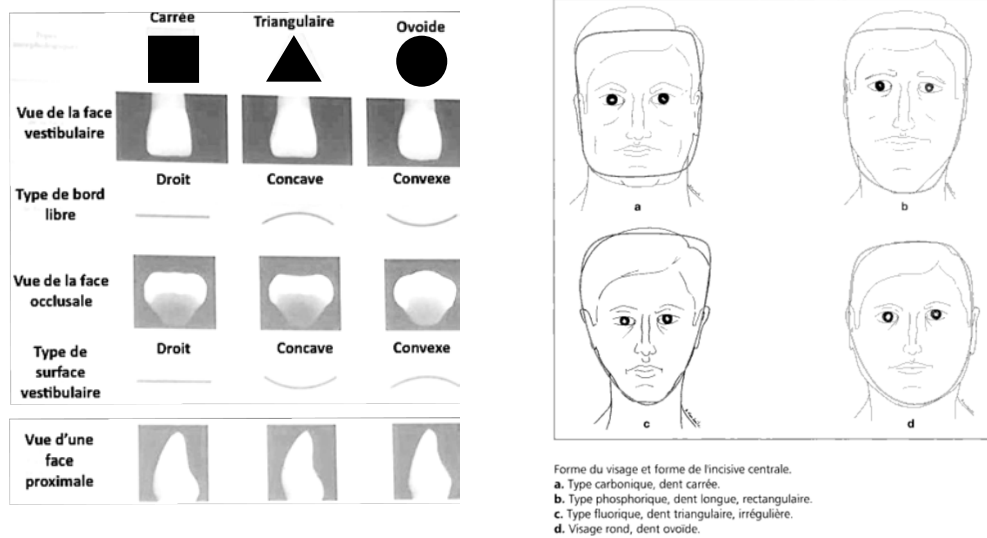 Carrée
Triangulaire
Ovoide
Vue de la face
vestibulaire
Droit
Concave
Convexe
Type de bord
libre
Vue de la face
occlusale
Droit
Concave
Convexe
Type de
surface
vestibulaire
Vue d'une
face
proximale
a
b
c
d
Forme du visage et forme de l'incisive centrale.
a. Type carbonique, dent carrée.
b. Type phosphorique, dent longue, rectangulaire.
c. Type fluorique, dent triangulaire, irrégulière.
d. Visage rond, dent ovoïde.